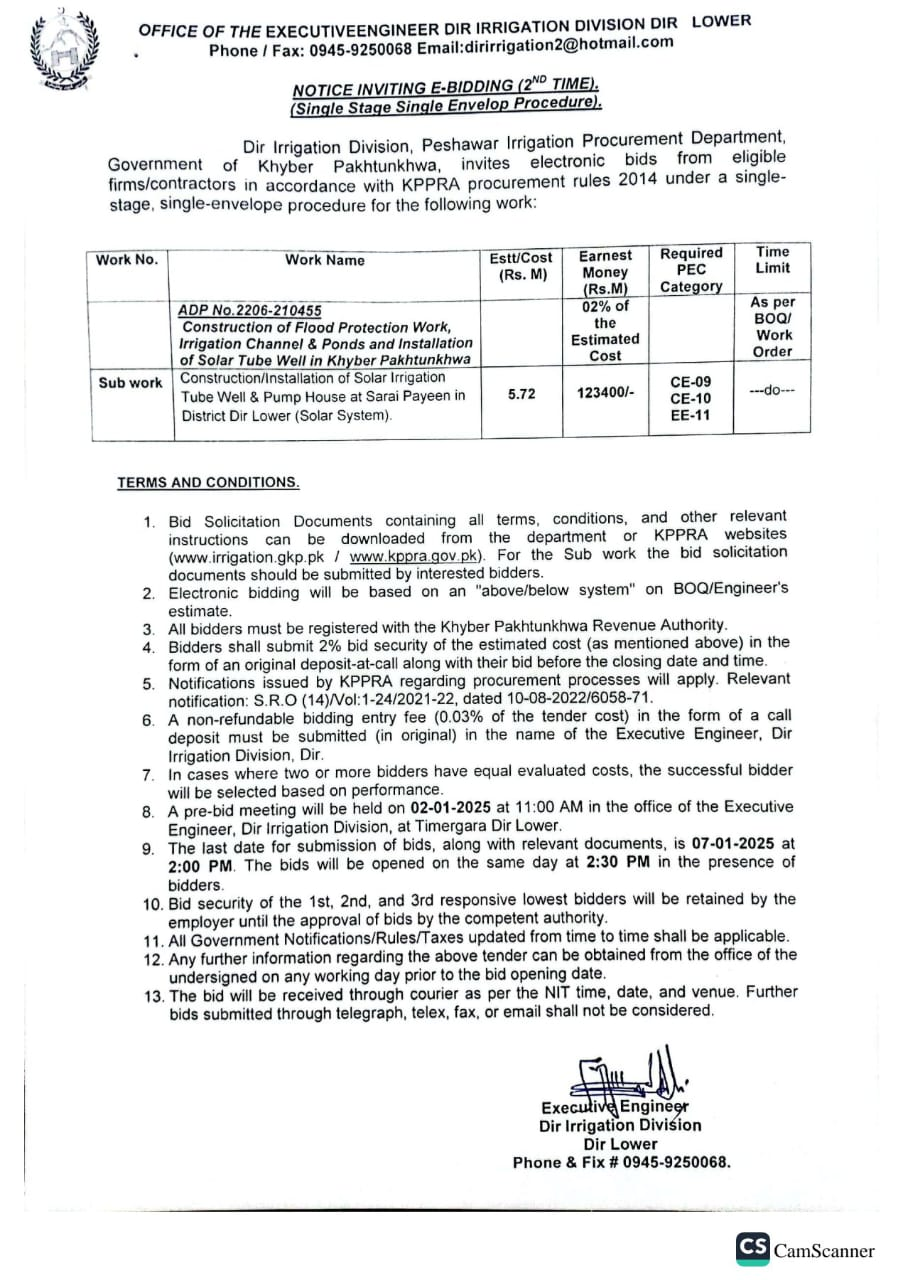 OFFICE OF THE EXECUTIVEENGINEER DIR IRRIGATION DIVISION DIR LOWER
Phone / Fax: 0945-9250068 Email:dirirrigation2@hotmail.com
NOTICE INVITING E-BIDDING (2ND TIME).
(Single Stage Single Envelop Procedure).
Dir Irrigation Division, Peshawar Irrigation Procurement Department,
Government of Khyber Pakhtunkhwa, invites electronic bids from eligible
firms/contractors in accordance with KPPRA procurement rules 2014 under a single-
stage, single-envelope procedure for the following work:
Work No. Work Name Estt/Cost (Rs. M) Earnest Money (Rs.M) Required PEC Category Time Limit
ADP No.2206-210455
Construction of Flood Protection Work,
Irrigation Channel & Ponds and Installation
of Solar Tube Well in Khyber Pakhtunkhwa
02% of
the
Estimated
Cost
As per
BOQ/
Work
Order
Sub work
Construction/Installation of Solar Irrigation
Tube Well & Pump House at Sarai Payeen in
District Dir Lower (Solar System).
5.72
123400/-
CE-09
CE-10
EE-11
---do---
TERMS AND CONDITIONS.
1. Bid Solicitation Documents containing all terms, conditions, and other relevant
instructions can be downloaded from the department or KPPRA websites
(www.irrigation.gkp.pk / www.kppra.gov.pk). For the Sub work the bid solicitation
documents should be submitted by interested bidders.
2. Electronic bidding will be based on an "above/below system" on BOQ/Engineer's
estimate.
3. All bidders must be registered with the Khyber Pakhtunkhwa Revenue Authority.
4. Bidders shall submit 2% bid security of the estimated cost (as mentioned above) in the
form of an original deposit-at-call along with their bid before the closing date and time.
5. Notifications issued by KPPRA regarding procurement processes will apply. Relevant
notification: S.R.O (14)/Vol:1-24/2021-22, dated 10-08-2022/6058-71.
6. A non-refundable bidding entry fee (0.03% of the tender cost) in the form of a call
deposit must be submitted (in original) in the name of the Executive Engineer, Dir
Irrigation Division, Dir.
7. In cases where two or more bidders have equal evaluated costs, the successful bidder
will be selected based on performance.
8. A pre-bid meeting will be held on 02-01-2025 at 11:00 AM in the office of the Executive
Engineer, Dir Irrigation Division, at Timergara Dir Lower.
9. The last date for submission of bids, along with relevant documents, is 07-01-2025 at
2:00 PM. The bids will be opened on the same day at 2:30 PM in the presence of
bidders.
10. Bid security of the 1st, 2nd, and 3rd responsive lowest bidders will be retained by the
employer until the approval of bids by the competent authority.
11. All Government Notifications/Rules/Taxes updated from time to time shall be applicable.
12. Any further information regarding the above tender can be obtained from the office of the
undersigned on any working day prior to the bid opening date.
13. The bid will be received through courier as per the NIT time, date, and venue. Further
bids submitted through telegraph, telex, fax, or email shall not be considered.
Executive Engineer
Dir Irrigation Division
Dir Lower
Phone & Fix # 0945-9250068.
CS CamScanner